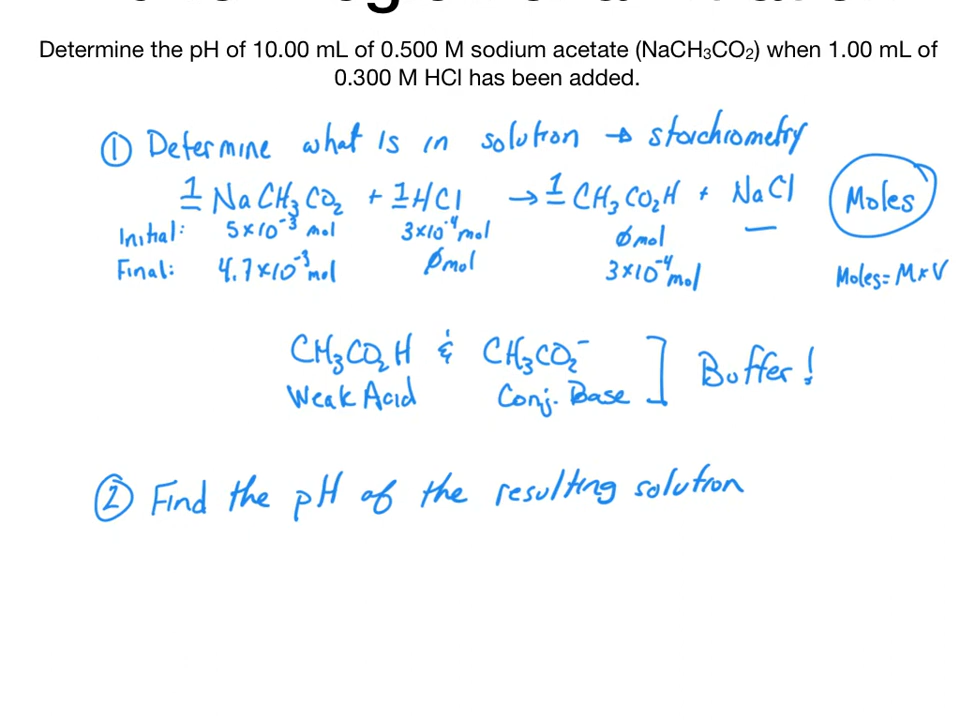 Determine the pH of 10.00 mL of 0.500 M sodium acetate (NaCH₃CO₂) when 1.00 mL of
0.300 M HCl has been added.
① Determine what is in solution → stoichiometry
1 NaCH₃CO₂ + 1 HCl → 1 CH₃CO₂H + NaCl Moles
Initial: 5×10⁻³ mol 3×10⁻⁴ mol Ø mol —
Final: 4.7×10⁻³ mol Ø mol 3×10⁻⁴ mol Moles = M×V
CH₃CO₂H & CH₃CO₂⁻ ] Buffer!
Weak Acid Conj. Base
② Find the pH of the resulting solution